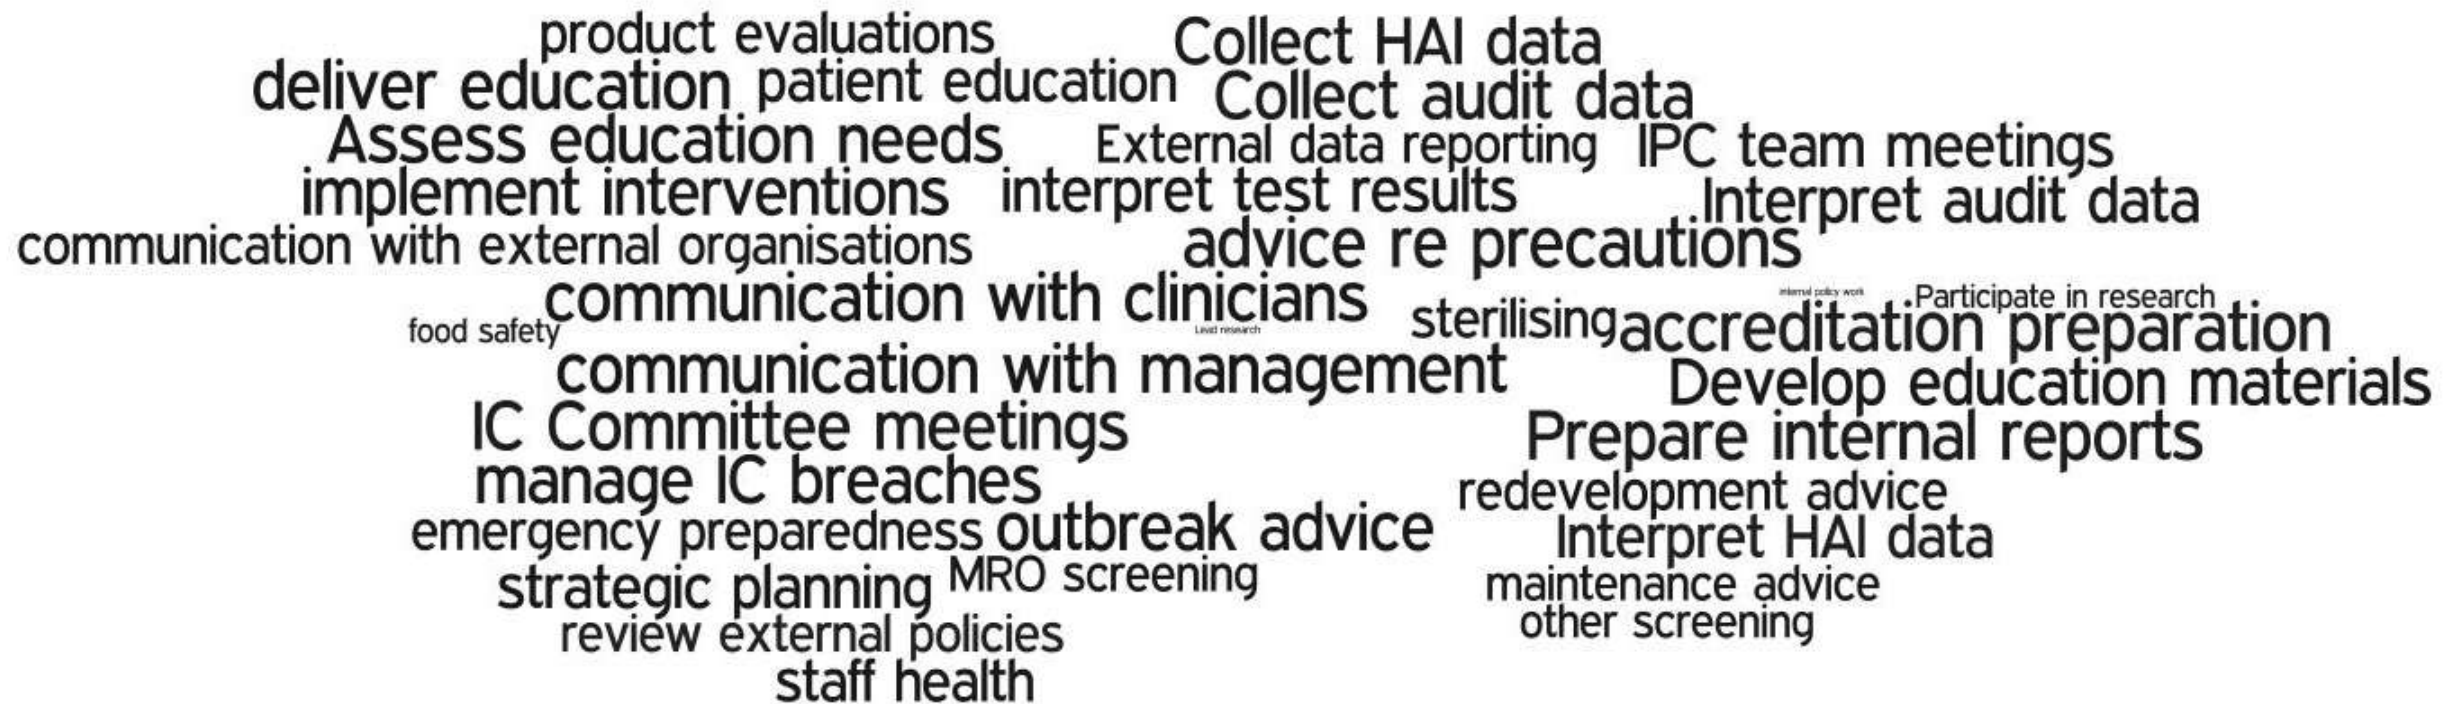 product evaluations
Collect HAI data
deliver education
patient education
Collect audit data
Assess education needs
External data reporting
IPC team meetings
implement interventions
interpret test results
Interpret audit data
communication with external organisations
advice re precautions
communication with clinicians
internal policy work
Participate in research
food safety
Lead research
sterilising
accreditation preparation
communication with management
Develop education materials
IC Committee meetings
Prepare internal reports
manage IC breaches
redevelopment advice
emergency preparedness
outbreak advice
Interpret HAI data
strategic planning
MRO screening
maintenance advice
review external policies
other screening
staff health